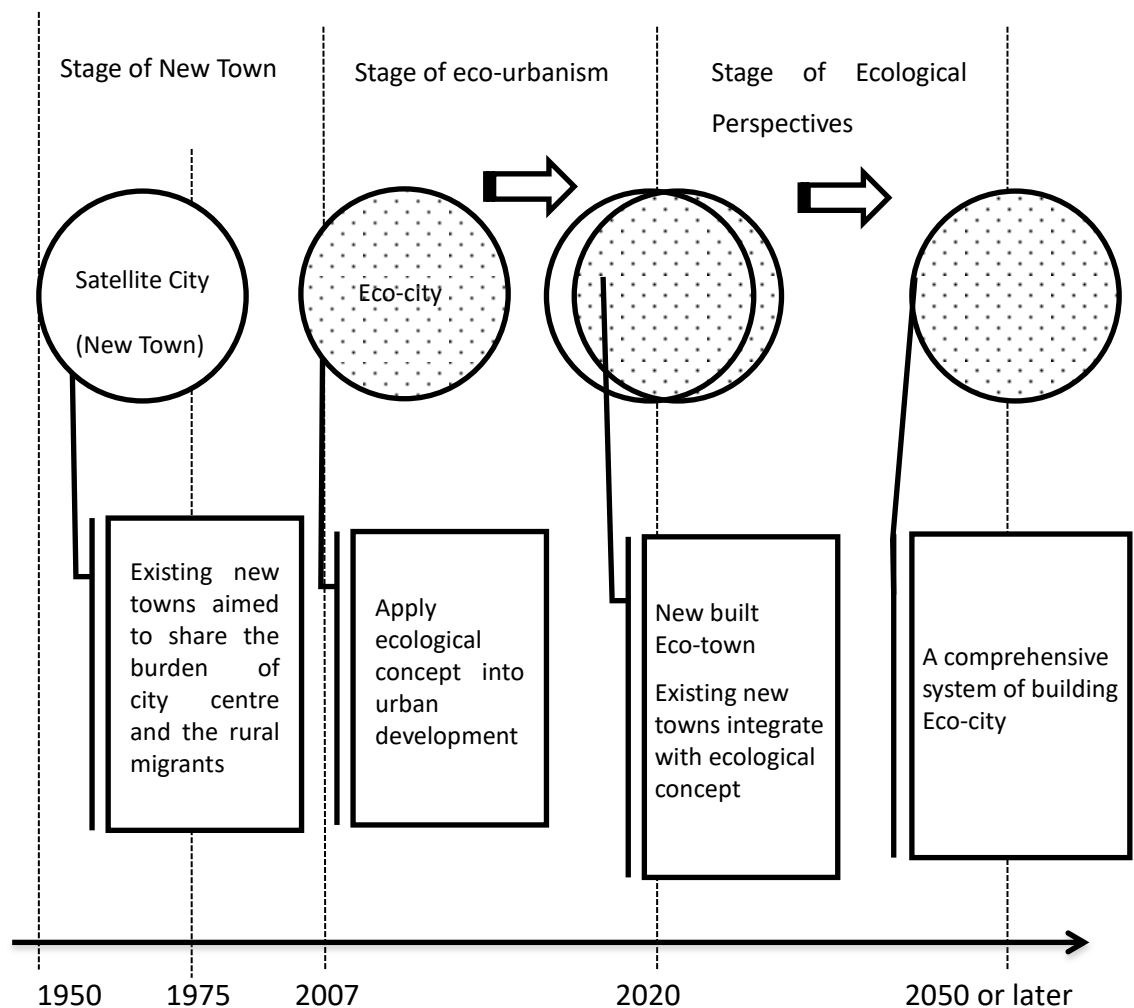 Stage of New Town
Stage of eco-urbanism
Stage of Ecological
Perspectives
Satellite City
(New Town)
Eco-city
Existing new
towns aimed
to share the
burden of
city centre
and the rural
migrants
Apply
ecological
concept into
urban
development
New built
Eco-town
Existing new
towns integrate
with ecological
concept
A comprehensive
system of building
Eco-city
1950
1975
2007
2020
2050 or later